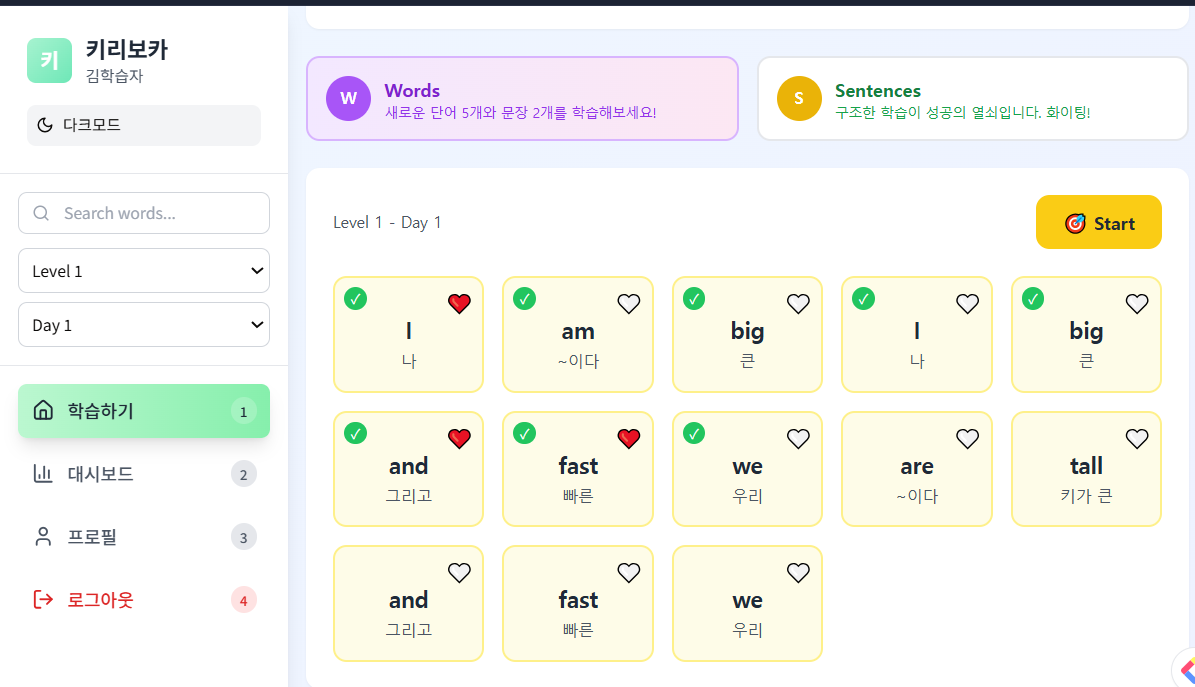 키
키리보카
김학습자
다크모드
Search words...
Level 1
Day 1
학습하기
1
대시보드
2
프로필
3
로그아웃
4
W
Words
새로운 단어 5개와 문장 2개를 학습해보세요!
S
Sentences
구조한 학습이 성공의 열쇠입니다. 화이팅!
Level 1 - Day 1
Start
I
나
am
~이다
big
큰
I
나
big
큰
and
그리고
fast
빠른
we
우리
are
~이다
tall
키가 큰
and
그리고
fast
빠른
we
우리